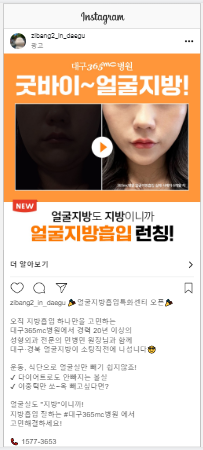 Instagram
zibang2_in_daegu
광고
대구365mc병원
굿바이~얼굴지방!
NEW
얼굴지방도 지방이니까
얼굴지방흡입 런칭!
더 알아보기
zibang2_in_daegu 🎉얼굴지방흡입특화센터 오픈🎉
오직 지방흡입 하나만을 고민하는
대구365mc병원에서 경력 20년 이상의
성형외과 전문의 민병민 원장님과 함께
대구·경북 얼굴지방이 소탕작전에 나섭니다😎
운동, 식단으로 얼굴살만 빼기 쉽지않죠!
✓ 다이어트로도 안빠지는 볼살
✓ 이중턱만 쏘-옥 빼고싶다면?
얼굴살도 "지방"이니까!
지방흡입 잘하는 #대구365mc병원 에서
고민해결하세요!
📞 1577-3653